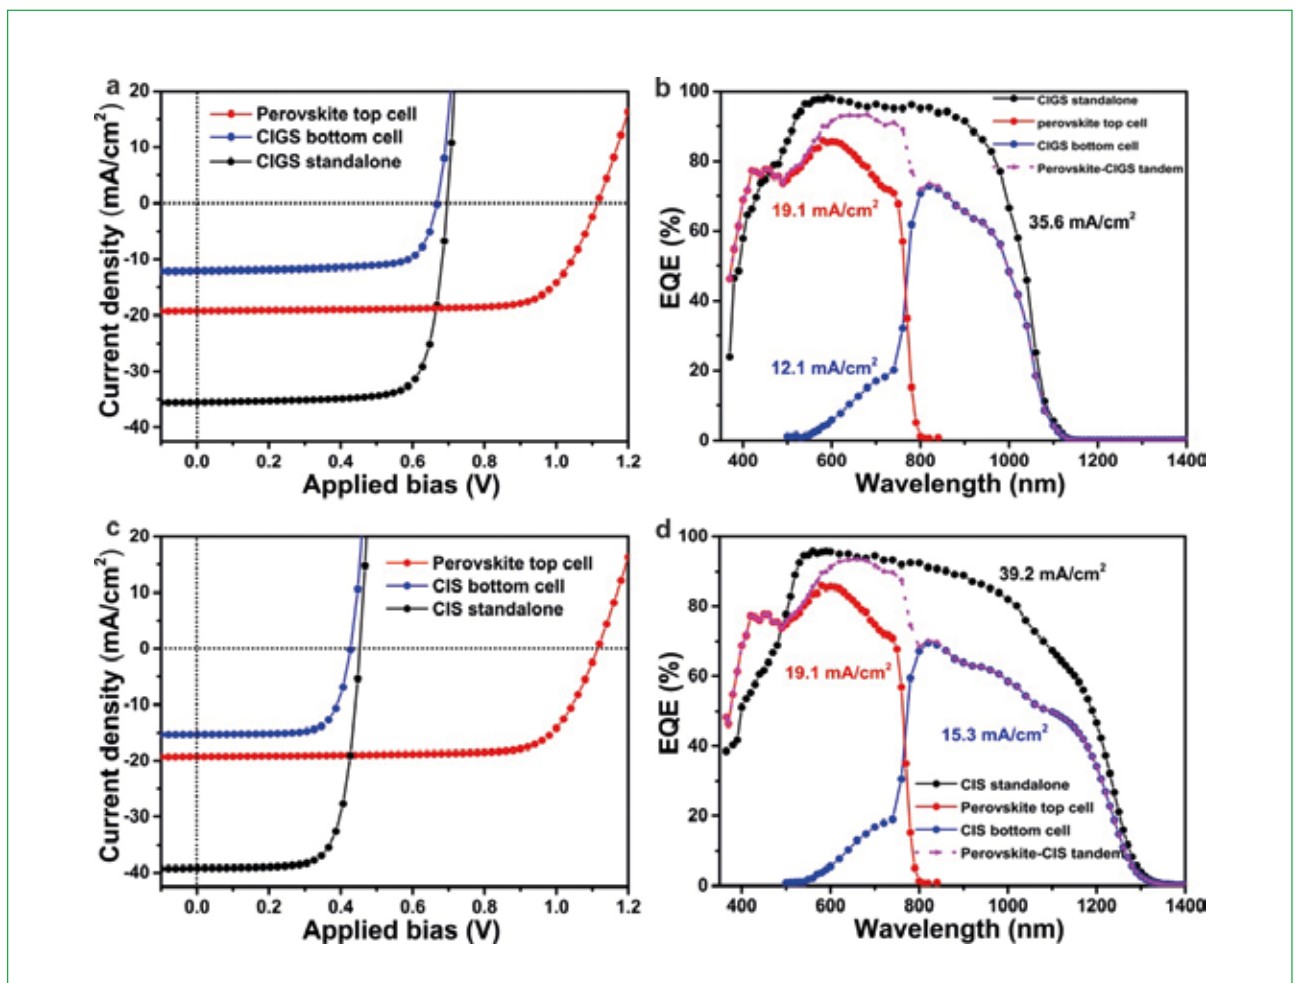 a
20
10
0
-10
-20
-30
-40
Current density (mA/cm²)
Perovskite top cell
CIGS bottom cell
CIGS standalone
0.0 0.2 0.4 0.6 0.8 1.0 1.2
Applied bias (V)
b
100
80
60
40
20
0
EQE (%)
CIGS standalone
perovskite top cell
CIGS bottom cell
Perovskite-CIGS tandem
19.1 mA/cm²
35.6 mA/cm²
12.1 mA/cm²
400 600 800 1000 1200 1400
Wavelength (nm)
c
20
10
0
-10
-20
-30
-40
Current density (mA/cm²)
Perovskite top cell
CIS bottom cell
CIS standalone
0.0 0.2 0.4 0.6 0.8 1.0 1.2
Applied bias (V)
d
100
80
60
40
20
0
EQE (%)
39.2 mA/cm²
19.1 mA/cm²
15.3 mA/cm²
CIS standalone
Perovskite top cell
CIS bottom cell
Perovskite-CIS tandem
400 600 800 1000 1200 1400
Wavelength (nm)